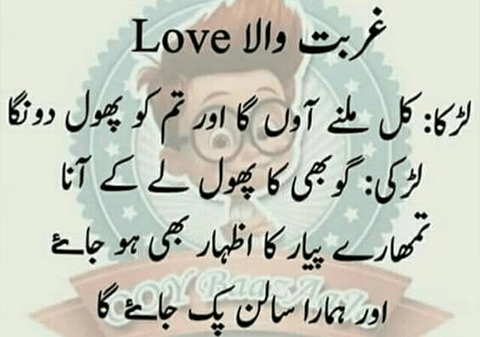 غربت والا Love
لڑکا: کل ملنے آوں گا اور تم کو پھول دونگا
لڑکی: گوبھی کا پھول لے کے آنا
تمھارے پیار کا اظہار بھی ہو جائے
اور ہمارا سالن پک جائے گا